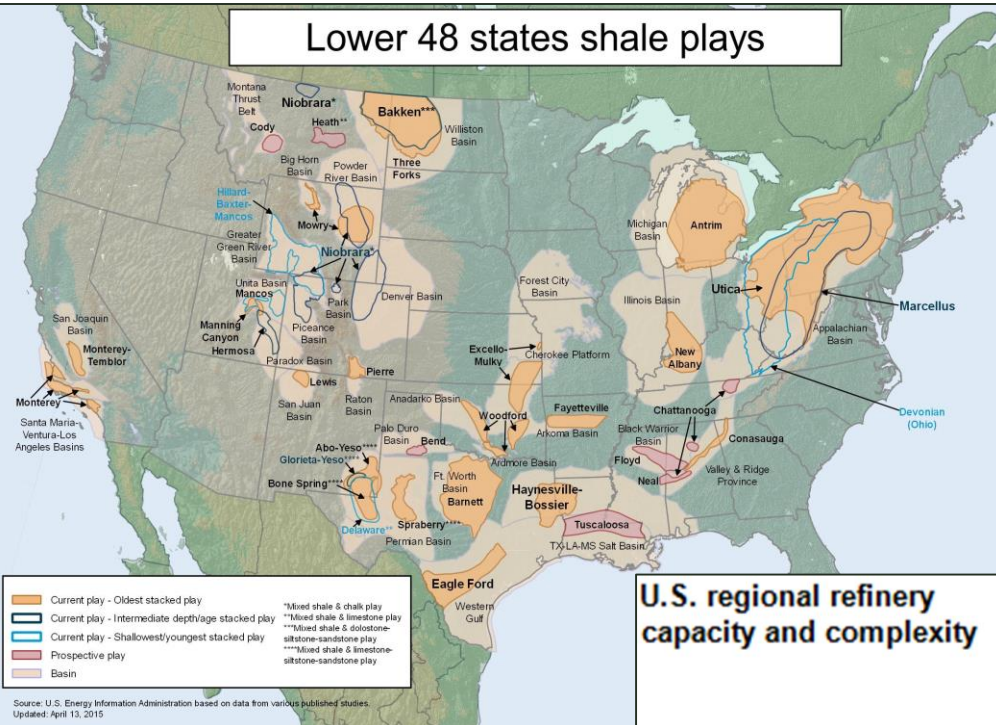 Lower 48 states shale plays
Montana
Thrust
Belt
Niobrara*
Bakken***
Cody
Heath**
Williston
Basin
Big Horn
Basin
Powder
River Basin
Three
Forks
Hillard-
Baxter-
Mancos
Mowry
Greater
Green River
Basin
Niobrara*
Michigan
Basin
Antrim
Unita Basin
Mancos
Park
Basin
Denver Basin
Forest City
Basin
Illinois Basin
Utica
Marcellus
San Joaquin
Basin
Manning
Canyon
Piceance
Basin
Hermosa
Appalachian
Basin
Monterey-
Temblor
Paradox Basin
Excello-
Mulky
Cherokee Platform
New
Albany
Lewis
Pierre
Monterey
San Juan
Basin
Raton
Basin
Anadarko Basin
Woodford
Fayetteville
Chattanooga
Devonian
(Ohio)
Santa Maria-
Ventura-Los
Angeles Basins
Palo Duro
Basin
Bend
Arkoma Basin
Black Warrior
Basin
Conasauga
Abo-Yeso****
Glorieta-Yeso****
Ardmore Basin
Floyd
Neal
Valley & Ridge
Province
Bone Spring****
Ft. Worth
Basin
Barnett
Haynesville-
Bossier
Delaware**
Spraberry****
Permian Basin
Tuscaloosa
TX-LA-MS Salt Basin
Eagle Ford
Western
Gulf
Current play - Oldest stacked play
Current play - Intermediate depth/age stacked play
Current play - Shallowest/youngest stacked play
Prospective play
Basin
*Mixed shale & chalk play
**Mixed shale & limestone play
***Mixed shale & dolostone-
siltstone-sandstone play
****Mixed shale & limestone-
siltstone-sandstone play
U.S. regional refinery
capacity and complexity
Source: U.S. Energy Information Administration based on data from various published studies.
Updated: April 13, 2015